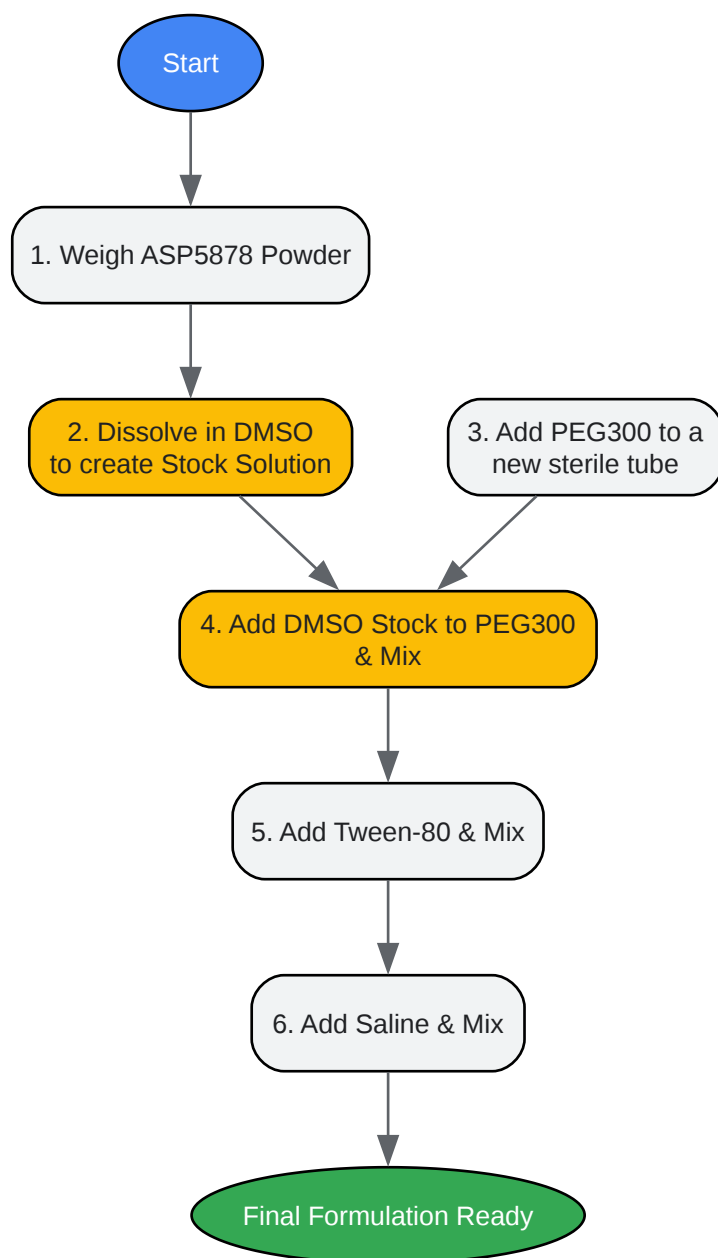 Start
1. Weigh ASP5878 Powder
2. Dissolve in DMSO
to create Stock Solution
3. Add PEG300 to a
new sterile tube
4. Add DMSO Stock to PEG300
& Mix
5. Add Tween-80 & Mix
6. Add Saline & Mix
Final Formulation Ready